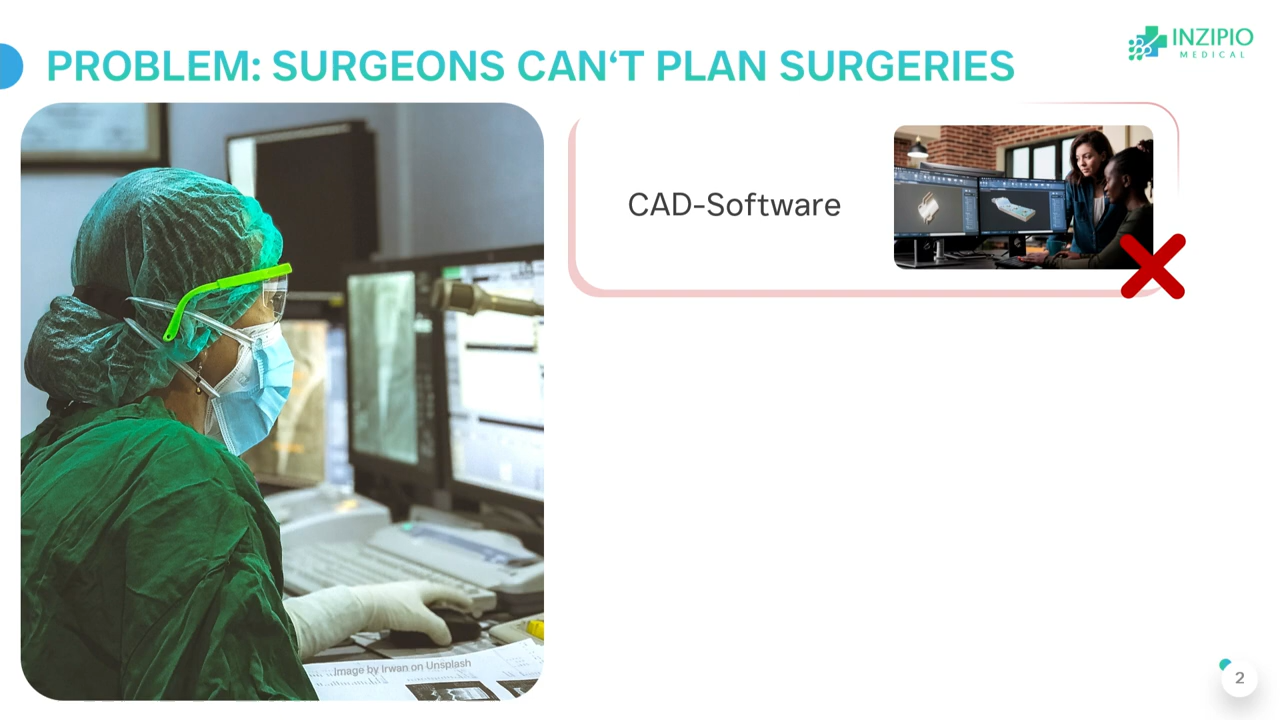 PROBLEM: SURGEONS CAN‘T PLAN SURGERIES
INZIPIO
MEDICAL
CAD-Software
Image by Irwan on Unsplash
2